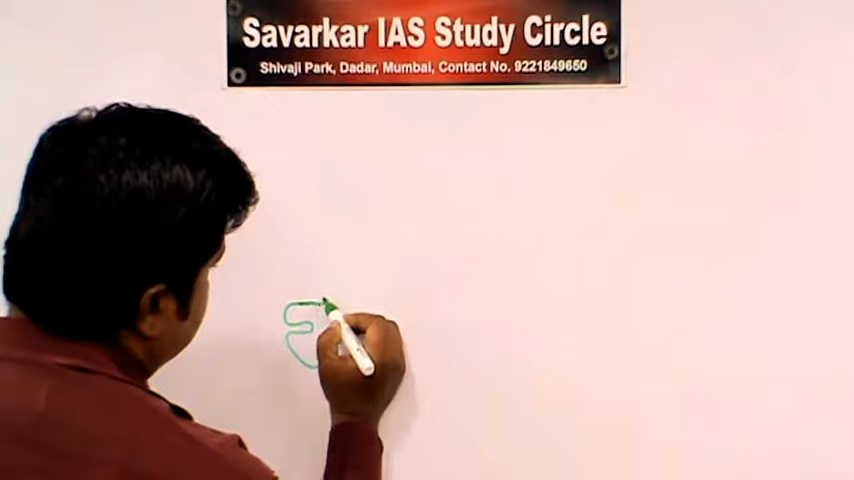 Savarkar IAS Study Circle
Shivaji Park, Dadar, Mumbai, Contact No. 9221849650